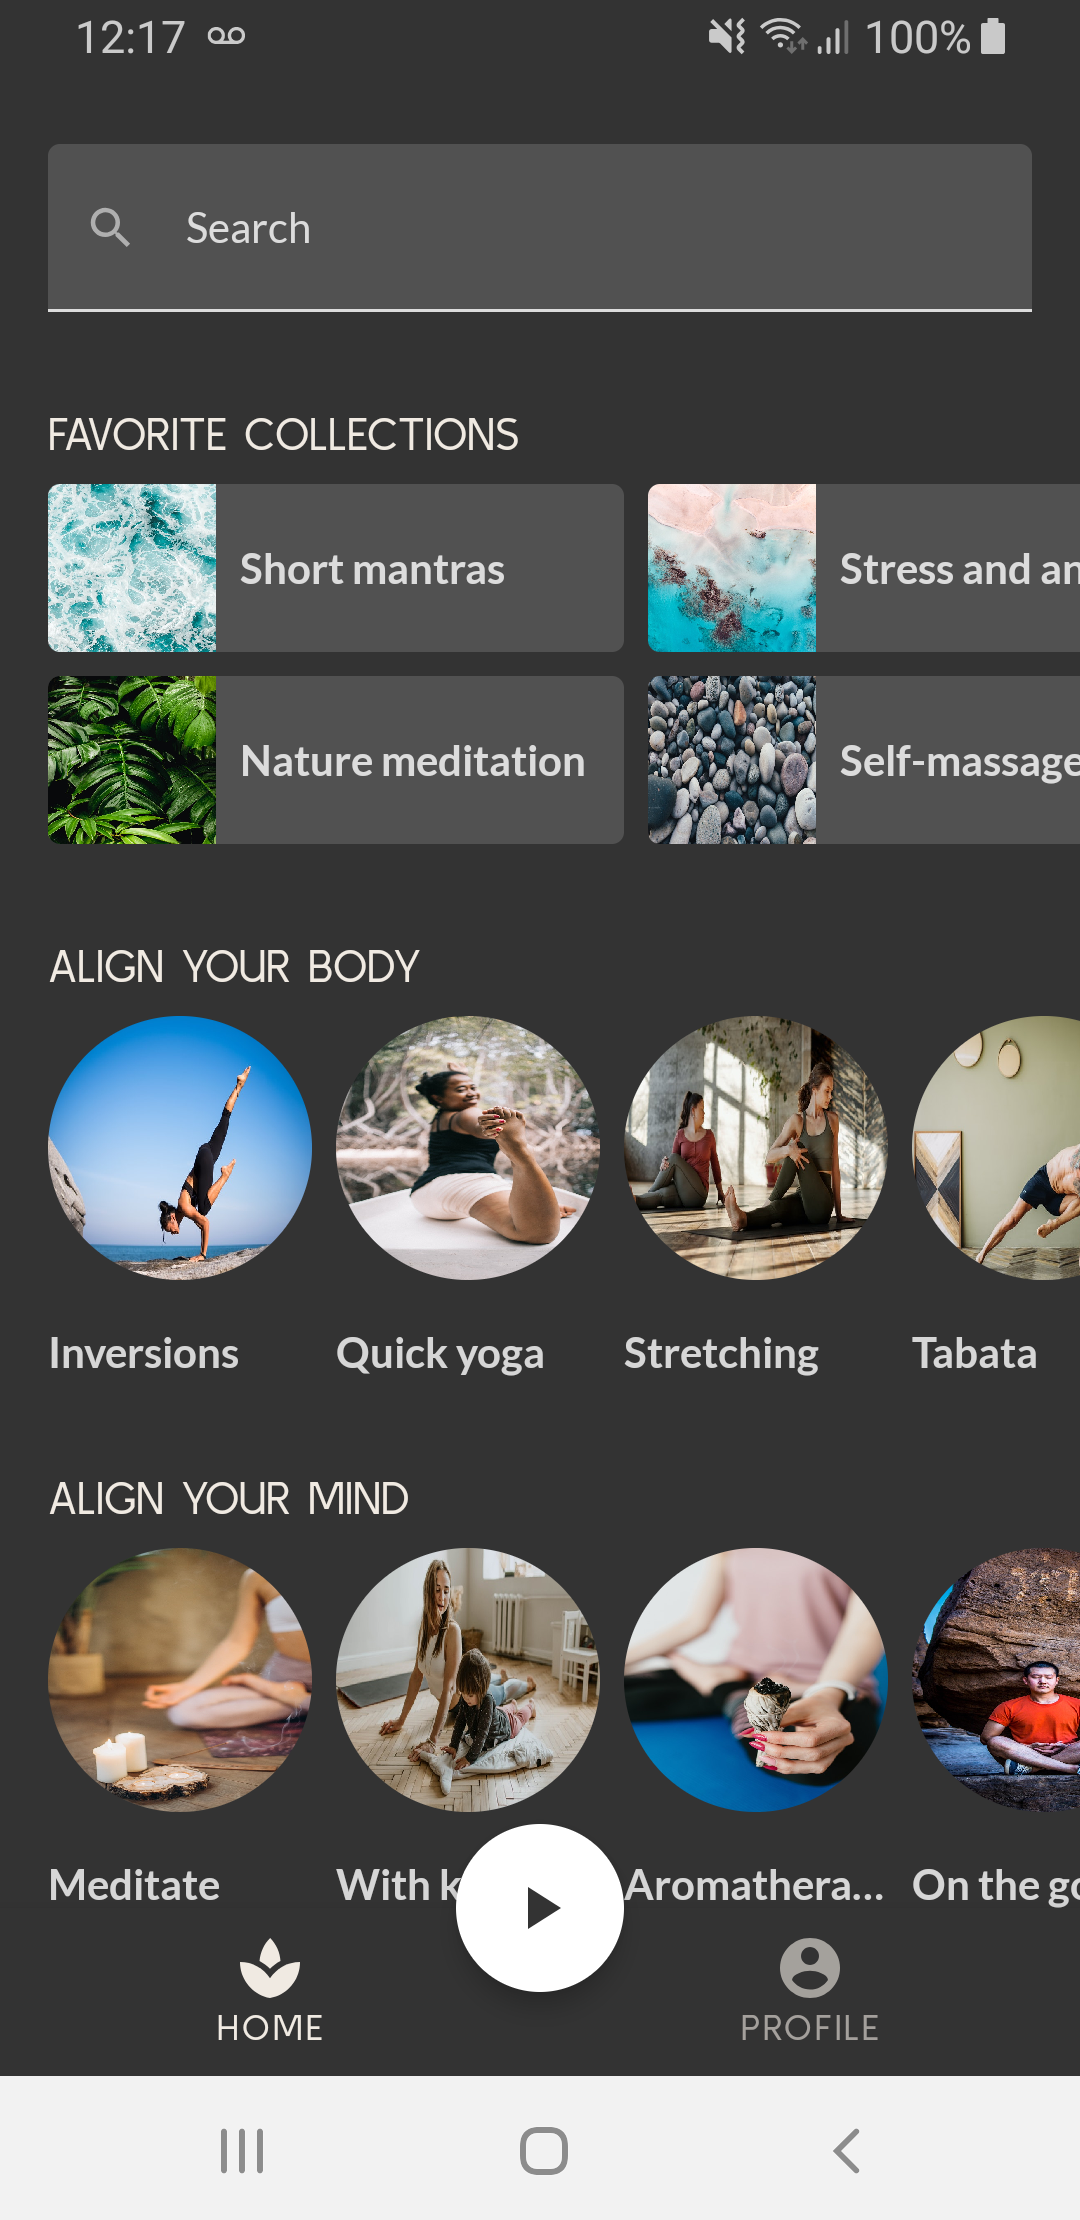 12:17
100%
Search
FAVORITE COLLECTIONS
Short mantras
Stress and an
Nature meditation
Self-massage
ALIGN YOUR BODY
Inversions
Quick yoga
Stretching
Tabata
ALIGN YOUR MIND
Meditate
With k
Aromathera...
On the go
HOME
PROFILE